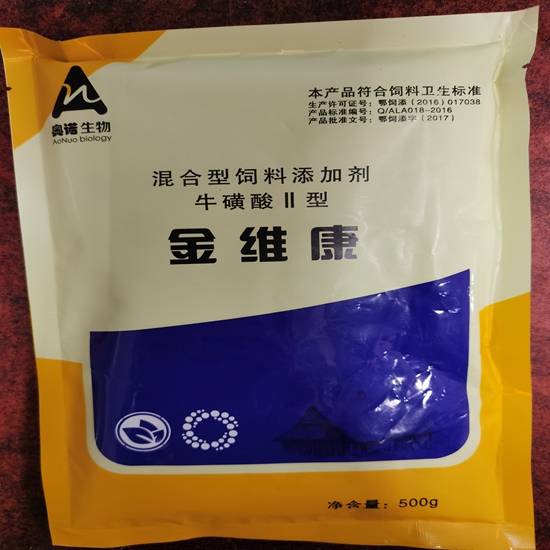 奥诺生物
AoNuo biology
本产品符合饲料卫生标准
生产许可证号：鄂饲添（2016）017038
产品标准编号：Q/ALA018-2016
产品批准文号：鄂饲添字（2017）
混合型饲料添加剂
牛磺酸II型
金维康
净含量：500g